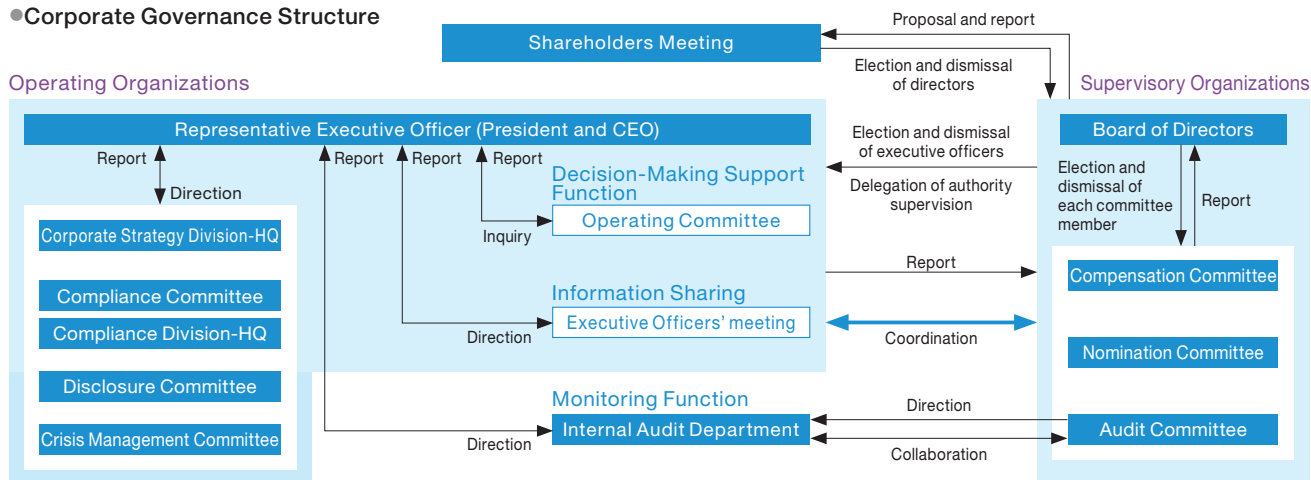 ●Corporate Governance Structure
Proposal and report
Shareholders Meeting
Election and dismissal
of directors
Operating Organizations
Supervisory Organizations
Representative Executive Officer (President and CEO)
Board of Directors
Report
Report
Report
Report
Direction
Election and dismissal
of executive officers
Delegation of authority
supervision
Election and
dismissal of
each committee
member
Report
Decision-Making Support
Function
Operating Committee
Inquiry
Corporate Strategy Division-HQ
Compliance Committee
Compliance Division-HQ
Disclosure Committee
Crisis Management Committee
Report
Information Sharing
Executive Officers' meeting
Direction
Coordination
Compensation Committee
Nomination Committee
Audit Committee
Monitoring Function
Internal Audit Department
Direction
Direction
Collaboration